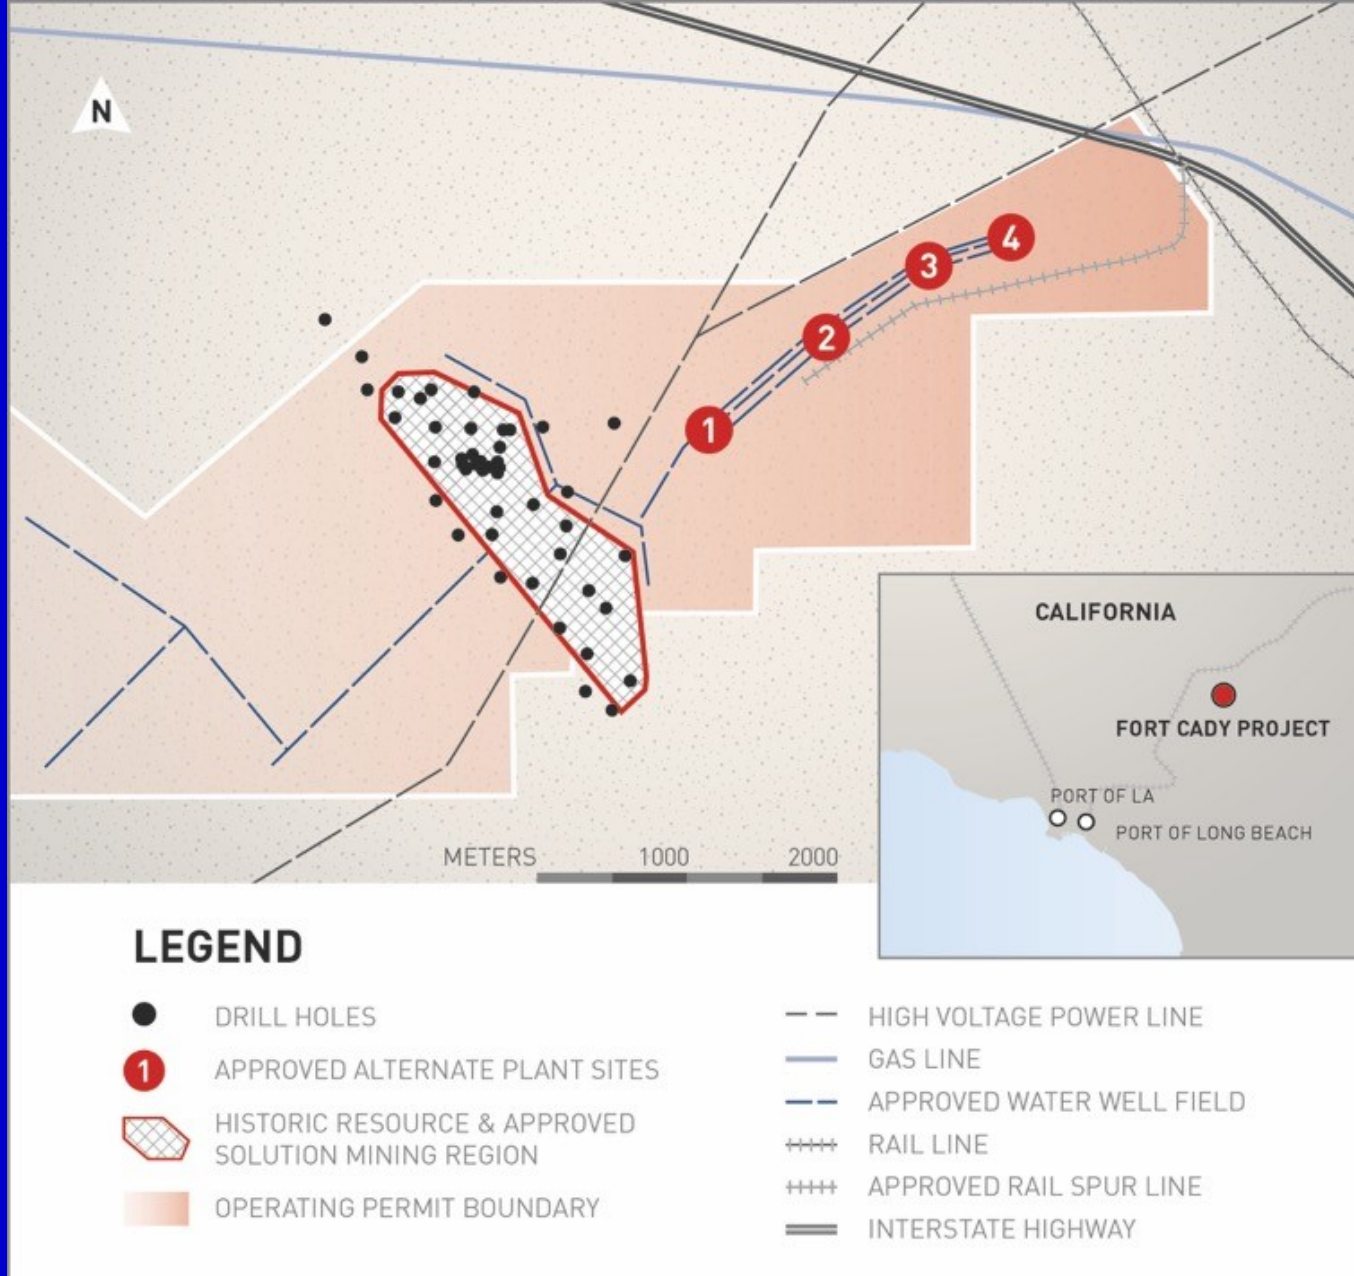 N
4
3
2
1
CALIFORNIA
FORT CADY PROJECT
PORT OF LA
PORT OF LONG BEACH
METERS 1000 2000
LEGEND
DRILL HOLES
1 APPROVED ALTERNATE PLANT SITES
HISTORIC RESOURCE & APPROVED
SOLUTION MINING REGION
OPERATING PERMIT BOUNDARY
HIGH VOLTAGE POWER LINE
GAS LINE
APPROVED WATER WELL FIELD
RAIL LINE
APPROVED RAIL SPUR LINE
INTERSTATE HIGHWAY